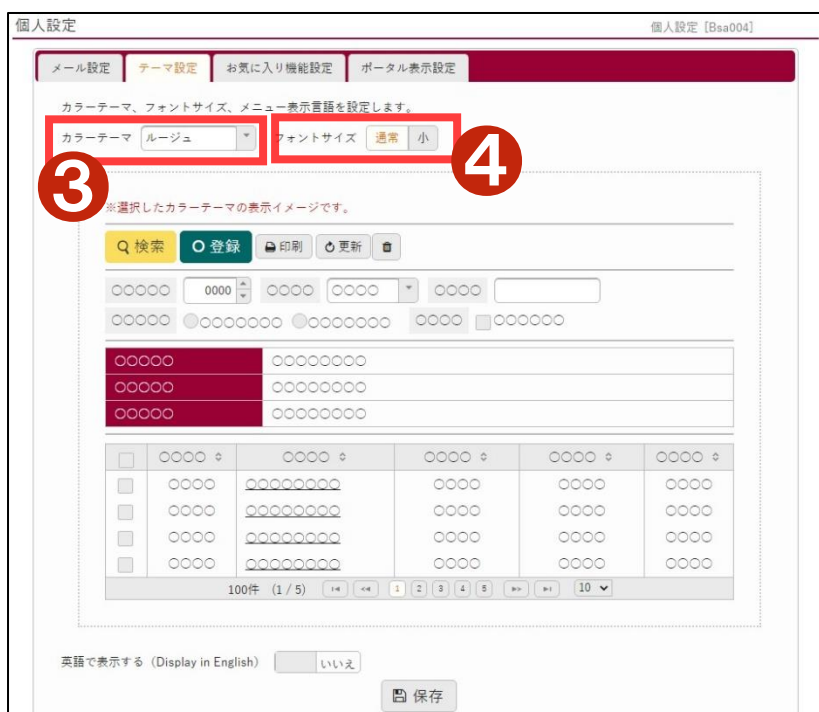 個人設定 個人設定 [Bsa004]
メール設定 テーマ設定 お気に入り機能設定 ポータル表示設定
カラーテーマ、フォントサイズ、メニュー表示言語を設定します。
カラーテーマ ルージュ フォントサイズ 通常 小
3 4
※選択したカラーテーマの表示イメージです。
検索 登録 印刷 更新
○○○○○ 0000 ○○○○ ○○○○ ○○○○
○○○○○ ○○○○○○○ ○○○○○○○ ○○○○ ○○○○○○
○○○○○ ○○○○○○○○
○○○○○ ○○○○○○○○
○○○○○ ○○○○○○○○
○○○○ ○○○○ ○○○○ ○○○○ ○○○○
○○○○ ○○○○○○○○ ○○○○ ○○○○ ○○○○
○○○○ ○○○○○○○○ ○○○○ ○○○○ ○○○○
○○○○ ○○○○○○○○ ○○○○ ○○○○ ○○○○
○○○○ ○○○○○○○○ ○○○○ ○○○○ ○○○○
100件 (1 / 5) 1 2 3 4 5 10
英語で表示する（Display in English） いいえ
保存